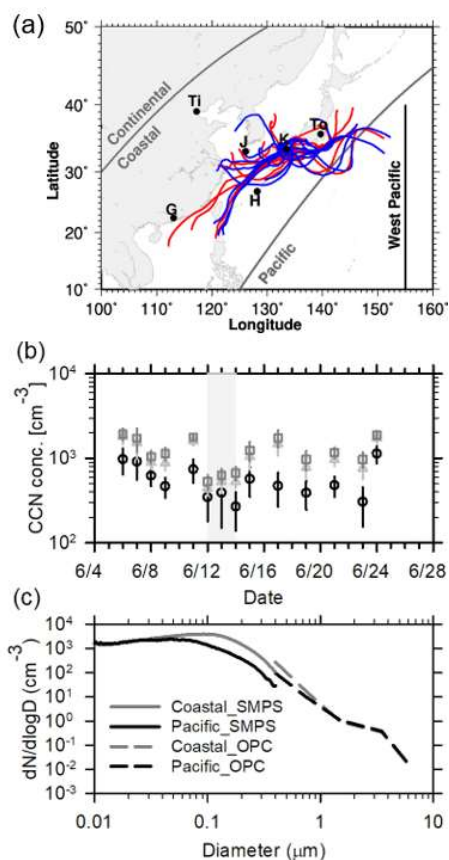 (a)
50°
40°
30°
20°
10°
Latitude
Continental
Coastal
Ti
J
K
To
G
H
Pacific
West Pacific
100° 110° 120° 130° 140° 150° 160°
Longitude
(b)
CCN conc. [cm⁻³]
10⁴
10³
10²
6/4 6/8 6/12 6/16 6/20 6/24 6/28
Date
(c)
dN/dlogD (cm⁻³)
10⁴
10³
10²
10¹
10⁰
10⁻¹
10⁻²
10⁻³
Coastal_SMPS
Pacific_SMPS
Coastal_OPC
Pacific_OPC
0.01 0.1 1 10
Diameter (μm)